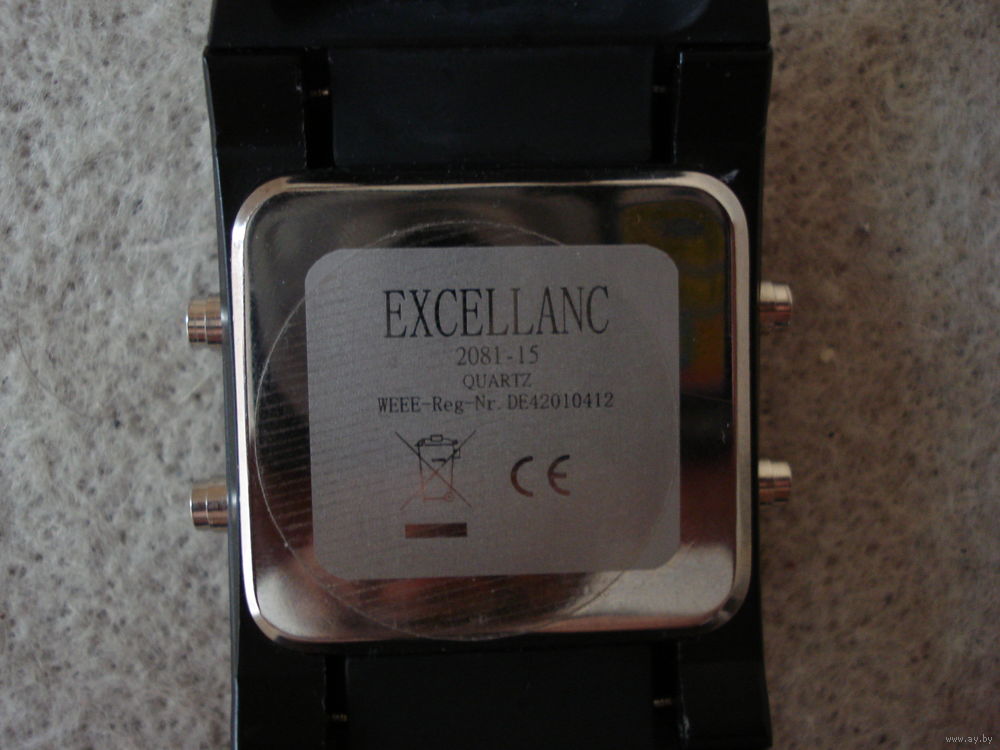 EXCELLANC
2081-15
QUARTZ
WEEE-Reg-Nr. DE42010412
CE
www.ay.by